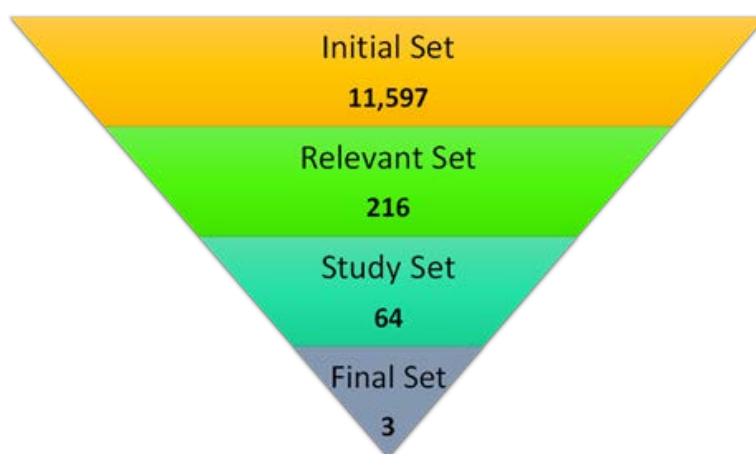 Initial Set
11,597
Relevant Set
216
Study Set
64
Final Set
3